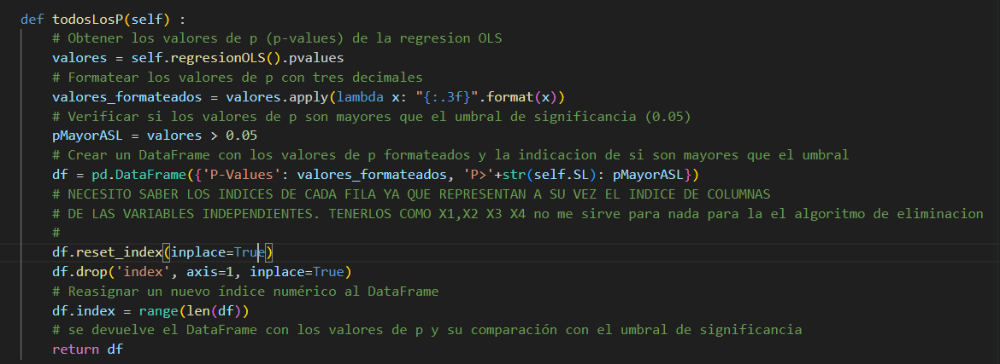 def todosLosP(self) :
# Obtener los valores de p (p-values) de la regresion OLS
valores = self.regresionOLS().pvalues
# Formatear los valores de p con tres decimales
valores_formateados = valores.apply(lambda x: "{:.3f}".format(x))
# Verificar si los valores de p son mayores que el umbral de significancia (0.05)
pMayorASL = valores > 0.05
# Crear un DataFrame con los valores de p formateados y la indicacion de si son mayores que el umbral
df = pd.DataFrame({'P-Values': valores_formateados, 'P>'+str(self.SL): pMayorASL})
# NECESITO SABER LOS INDICES DE CADA FILA YA QUE REPRESENTAN A SU VEZ EL INDICE DE COLUMNAS
# DE LAS VARIABLES INDEPENDIENTES. TENERLOS COMO X1,X2 X3 X4 no me sirve para nada para la el algoritmo de eliminacion
#
df.reset_index(inplace=True)
df.drop('index', axis=1, inplace=True)
# Reasignar un nuevo índice numérico al DataFrame
df.index = range(len(df))
# se devuelve el DataFrame con los valores de p y su comparación con el umbral de significancia
return df